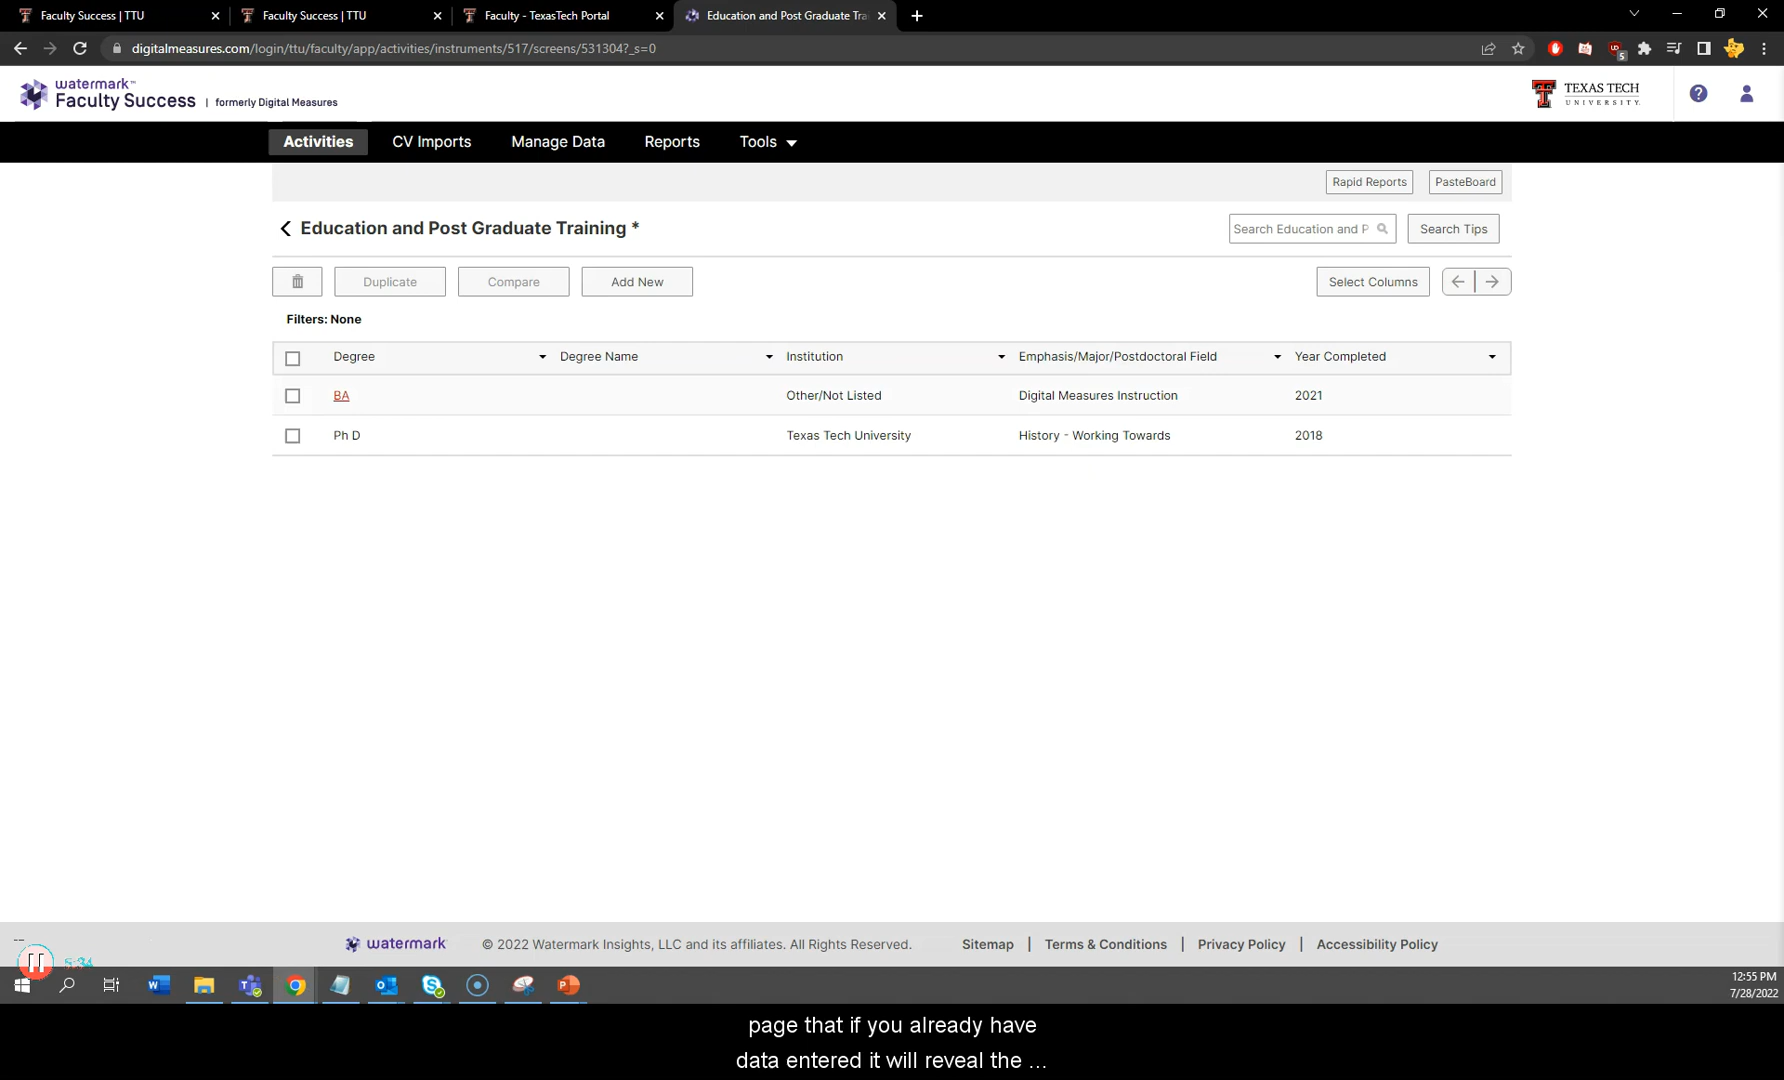 Faculty Success | TTU
Faculty Success | TTU
Faculty - TexasTech Portal
Education and Post Graduate Tra
digitalmeasures.com/login/ttu/faculty/app/activities/instruments/517/screens/531304?_s=0
5
watermark™
Faculty Success | formerly Digital Measures
TEXAS TECH
UNIVERSITY.
Activities CV Imports Manage Data Reports Tools
Rapid Reports PasteBoard
Education and Post Graduate Training *
Search Education and P Search Tips
Duplicate Compare Add New Select Columns
Filters: None
Degree Degree Name Institution Emphasis/Major/Postdoctoral Field Year Completed
BA Other/Not Listed Digital Measures Instruction 2021
Ph D Texas Tech University History - Working Towards 2018
watermark © 2022 Watermark Insights, LLC and its affiliates. All Rights Reserved. Sitemap | Terms & Conditions | Privacy Policy | Accessibility Policy
5:34
12:55 PM
7/28/2022
page that if you already have
data entered it will reveal the ...